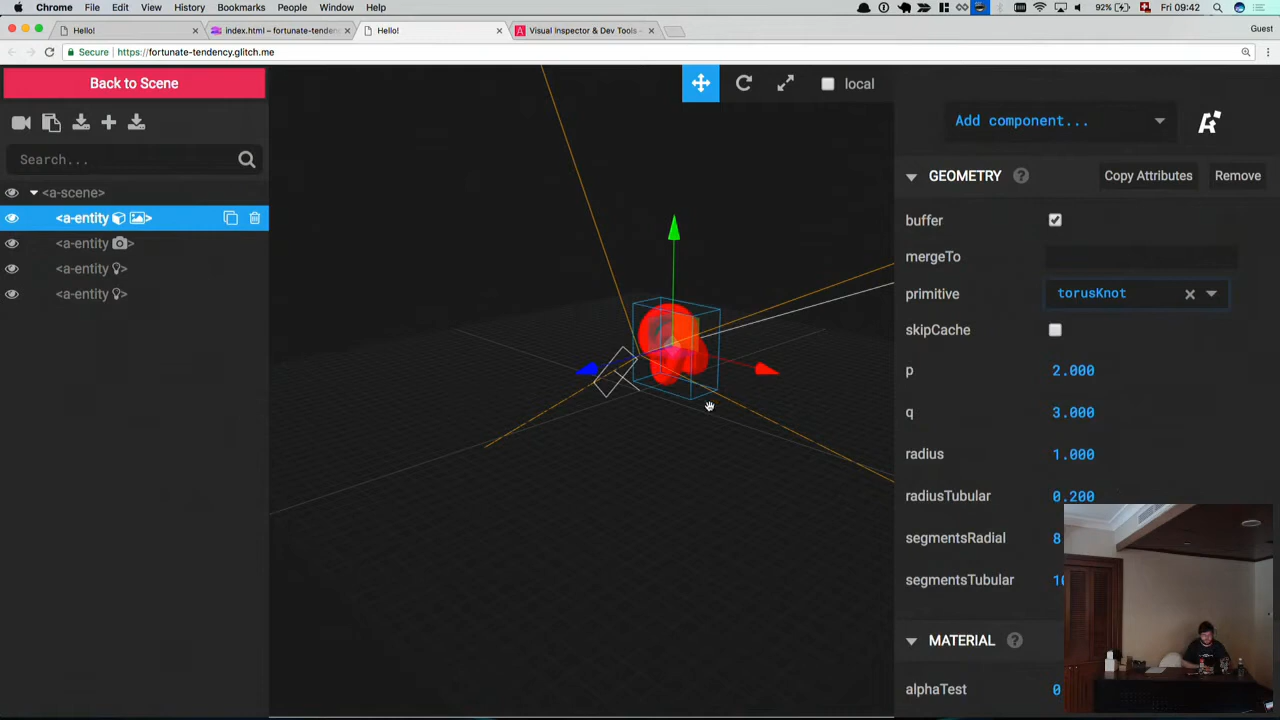 Chrome File Edit View History Bookmarks People Window Help 92% Fri 09:42
Hello! index.html – fortunate-tenden Hello! Visual Inspector & Dev Tools - Guest
Secure https://fortunate-tendency.glitch.me
Back to Scene
local
Add component...
Search...
GEOMETRY Copy Attributes Remove
<a-scene>
<a-entity >
<a-entity >
<a-entity >
<a-entity >
buffer
mergeTo
primitive torusKnot
skipCache
p 2.000
q 3.000
radius 1.000
radiusTubular 0.200
segmentsRadial 8
segmentsTubular 10
MATERIAL
alphaTest 0